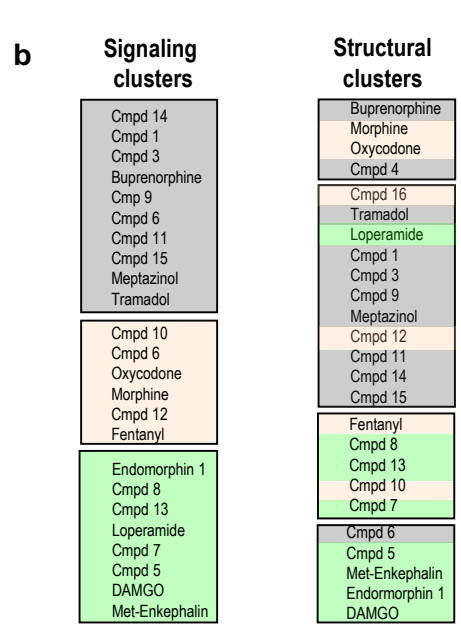 b
Signaling
clusters
Cmpd 14
Cmpd 1
Cmpd 3
Buprenorphine
Cmp 9
Cmpd 6
Cmpd 11
Cmpd 15
Meptazinol
Tramadol
Cmpd 10
Cmpd 6
Oxycodone
Morphine
Cmpd 12
Fentanyl
Endomorphin 1
Cmpd 8
Cmpd 13
Loperamide
Cmpd 7
Cmpd 5
DAMGO
Met-Enkephalin
Structural
clusters
Buprenorphine
Morphine
Oxycodone
Cmpd 4
Cmpd 16
Tramadol
Loperamide
Cmpd 1
Cmpd 3
Cmpd 9
Meptazinol
Cmpd 12
Cmpd 11
Cmpd 14
Cmpd 15
Fentanyl
Cmpd 8
Cmpd 13
Cmpd 10
Cmpd 7
Cmpd 6
Cmpd 5
Met-Enkephalin
Endormorphin 1
DAMGO